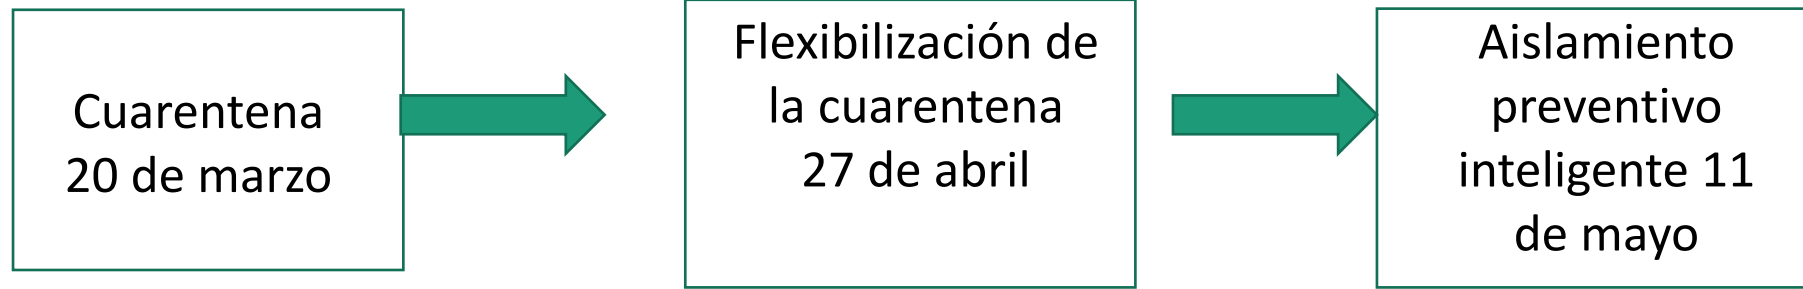 Cuarentena
20 de marzo
Flexibilización de
la cuarentena
27 de abril
Aislamiento
preventivo
inteligente 11
de mayo